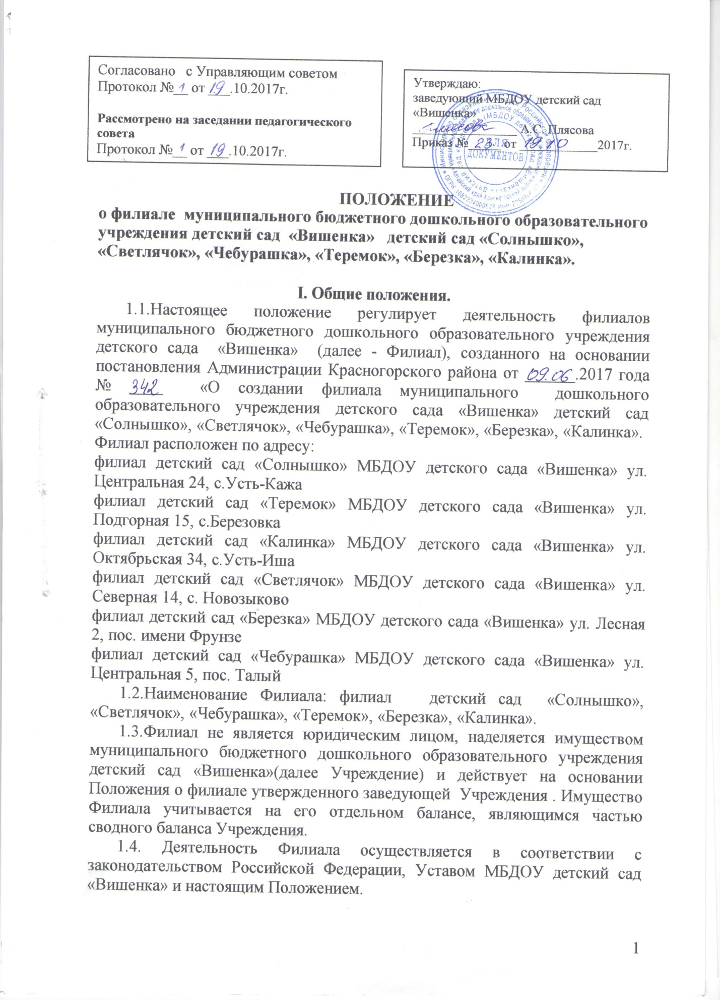 Согласовано с Управляющим советом
Протокол № 1 от 19.10.2017г.
Рассмотрено на заседании педагогического
совета
Протокол № 1 от 19.10.2017г.
Утверждаю:
заведующий МБДОУ детский сад
«Вишенка»
А.С. Плясова
Приказ № 23 от 19.10 2017г.
ДЛЯ
ДОКУМЕНТОВ
ПОЛОЖЕНИЕ
о филиале муниципального бюджетного дошкольного образовательного
учреждения детский сад «Вишенка» детский сад «Солнышко»,
«Светлячок», «Чебурашка», «Теремок», «Березка», «Калинка».
I. Общие положения.
1.1.Настоящее положение регулирует деятельность филиалов
муниципального бюджетного дошкольного образовательного учреждения
детского сада «Вишенка» (далее - Филиал), созданного на основании
постановления Администрации Красногорского района от 09.06.2017 года
№ 342 «О создании филиала муниципального дошкольного
образовательного учреждения детского сада «Вишенка» детский сад
«Солнышко», «Светлячок», «Чебурашка», «Теремок», «Березка», «Калинка».
Филиал расположен по адресу:
филиал детский сад «Солнышко» МБДОУ детского сада «Вишенка» ул.
Центральная 24, с.Усть-Кажа
филиал детский сад «Теремок» МБДОУ детского сада «Вишенка» ул.
Подгорная 15, с.Березовка
филиал детский сад «Калинка» МБДОУ детского сада «Вишенка» ул.
Октябрьская 34, с.Усть-Иша
филиал детский сад «Светлячок» МБДОУ детского сада «Вишенка» ул.
Северная 14, с. Новозыково
филиал детский сад «Березка» МБДОУ детского сада «Вишенка» ул. Лесная
2, пос. имени Фрунзе
филиал детский сад «Чебурашка» МБДОУ детского сада «Вишенка» ул.
Центральная 5, пос. Талый
1.2.Наименование Филиала: филиал детский сад «Солнышко»,
«Светлячок», «Чебурашка», «Теремок», «Березка», «Калинка».
1.3.Филиал не является юридическим лицом, наделяется имуществом
муниципального бюджетного дошкольного образовательного учреждения
детский сад «Вишенка»(далее Учреждение) и действует на основании
Положения о филиале утвержденного заведующей Учреждения . Имущество
Филиала учитывается на его отдельном балансе, являющимся частью
сводного баланса Учреждения.
1.4. Деятельность Филиала осуществляется в соответствии с
законодательством Российской Федерации, Уставом МБДОУ детский сад
«Вишенка» и настоящим Положением.
1